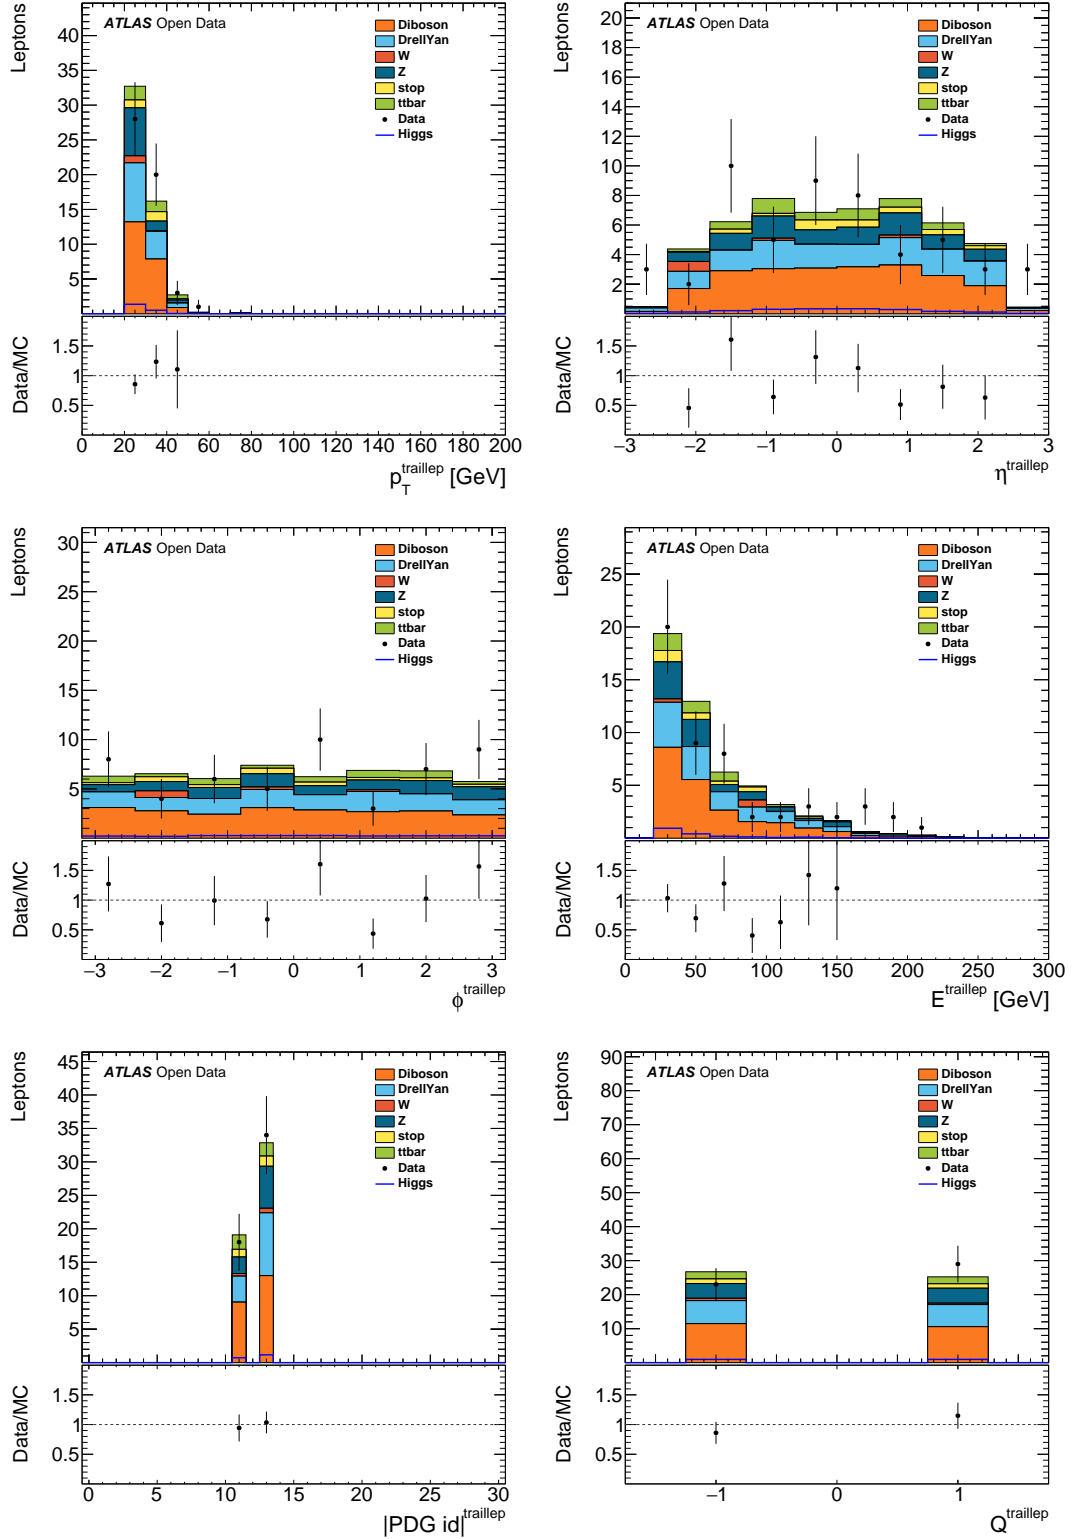 ATLAS Open Data
Leptons
Diboson
DrellYan
W
Z
stop
ttbar
Data
Higgs
40
35
30
25
20
15
10
5
Data/MC
1.5
1
0.5
0 20 40 60 80 100 120 140 160 180 200
p_T^traillep [GeV]
ATLAS Open Data
Leptons
Diboson
DrellYan
W
Z
stop
ttbar
Data
Higgs
20
18
16
14
12
10
8
6
4
2
Data/MC
1.5
1
0.5
−3 −2 −1 0 1 2 3
η^traillep
ATLAS Open Data
Leptons
Diboson
DrellYan
W
Z
stop
ttbar
Data
Higgs
30
25
20
15
10
5
Data/MC
1.5
1
0.5
−3 −2 −1 0 1 2 3
ϕ^traillep
ATLAS Open Data
Leptons
Diboson
DrellYan
W
Z
stop
ttbar
Data
Higgs
25
20
15
10
5
Data/MC
1.5
1
0.5
0 50 100 150 200 250 300
E^traillep [GeV]
ATLAS Open Data
Leptons
Diboson
DrellYan
W
Z
stop
ttbar
Data
Higgs
45
40
35
30
25
20
15
10
5
Data/MC
1.5
1
0.5
0 5 10 15 20 25 30
|PDG id|^traillep
ATLAS Open Data
Leptons
Diboson
DrellYan
W
Z
stop
ttbar
Data
Higgs
90
80
70
60
50
40
30
20
10
Data/MC
1.5
1
0.5
−1 0 1
Q^traillep